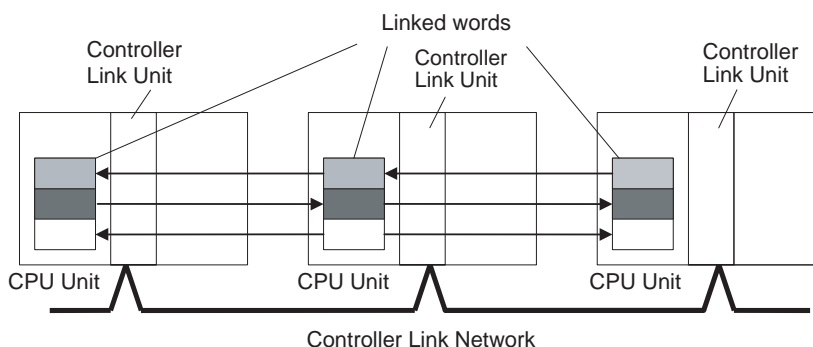 Linked words
Controller
Link Unit
Controller
Link Unit
Controller
Link Unit
CPU Unit
CPU Unit
CPU Unit
Controller Link Network